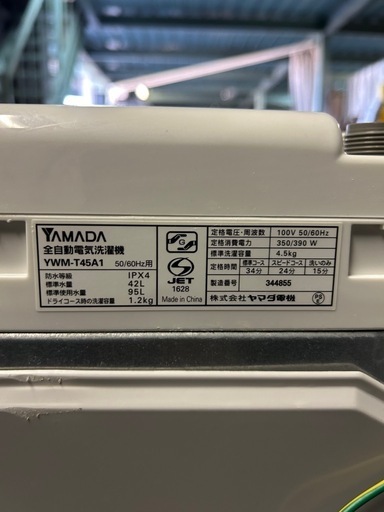 YAMADA
全自動電気洗濯機
YWM-T45A1 50/60Hz用
防水等級 IPX4
標準水量 42L
標準使用水量 95L
ドライコース時の洗濯容量 1.2kg
G
S
JET
1628
Made in China
定格電圧・周波数 100V 50/60Hz
定格消費電力 350/390 W
標準洗濯容量 4.5kg
定格時間 標準コース スピードコース 洗いのみ
34分 24分 15分
製造番号 344855
株式会社 ヤマダ電機
PS
E